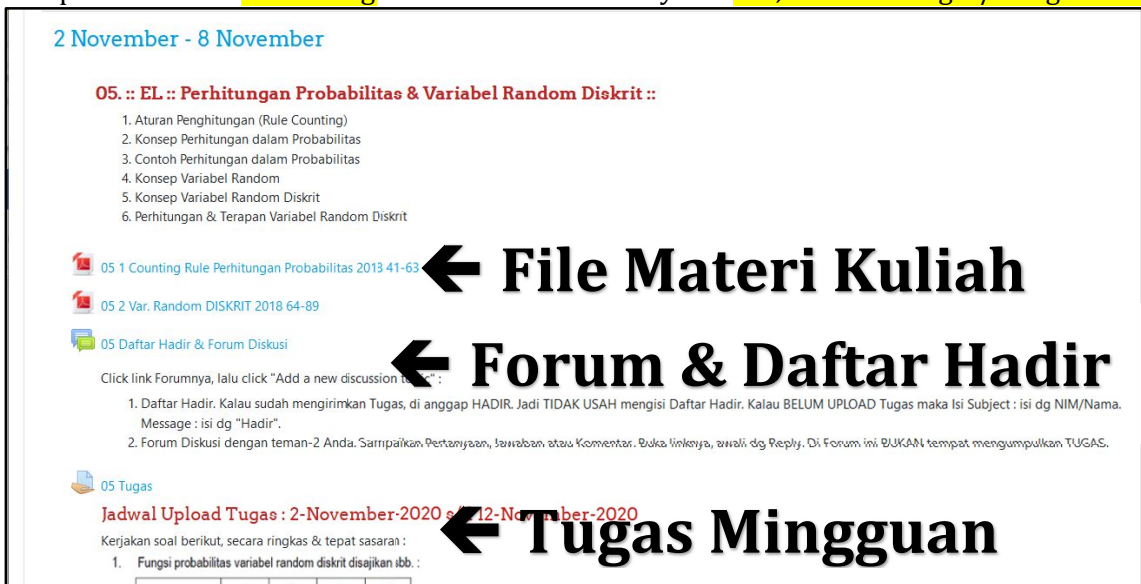 2 November - 8 November
05. :: EL :: Perhitungan Probabilitas & Variabel Random Diskrit ::
1. Aturan Penghitungan (Rule Counting)
2. Konsep Perhitungan dalam Probabilitas
3. Contoh Perhitungan dalam Probabilitas
4. Konsep Variabel Random
5. Konsep Variabel Random Diskrit
6. Perhitungan & Terapan Variabel Random Diskrit
05 1 Counting Rule Perhitungan Probabilitas 2018 41-63
← File Materi Kuliah
05 2 Var. Random DISKRIT 2018 64-89
05 Daftar Hadir & Forum Diskusi
← Forum & Daftar Hadir
Click link Forumnya, lalu click "Add a new discussion :
1. Daftar Hadir. Kalau sudah mengirimkan Tugas, di anggap HADIR. Jadi TIDAK USAH mengisi Daftar Hadir. Kalau BELUM UPLOAD Tugas maka Isi Subject : isi dg NIM/Nama.
Message : isi dg "Hadir".
2. Forum Diskusi dengan teman-2 Anda. Sampaikan Pertanyaan, Jawaban atau Komentar. Buka linknya, awali dg Reply. Di Forum ini BUKAN tempat mengumpulkan TUGAS.
05 Tugas
Jadwal Upload Tugas : 2-November-2020 12-November-2020
← Tugas Mingguan
Kerjakan soal berikut, secara ringkas & tepat sasaran :
1. Fungsi probabilitas variabel random diskrit disajikan sbb. :